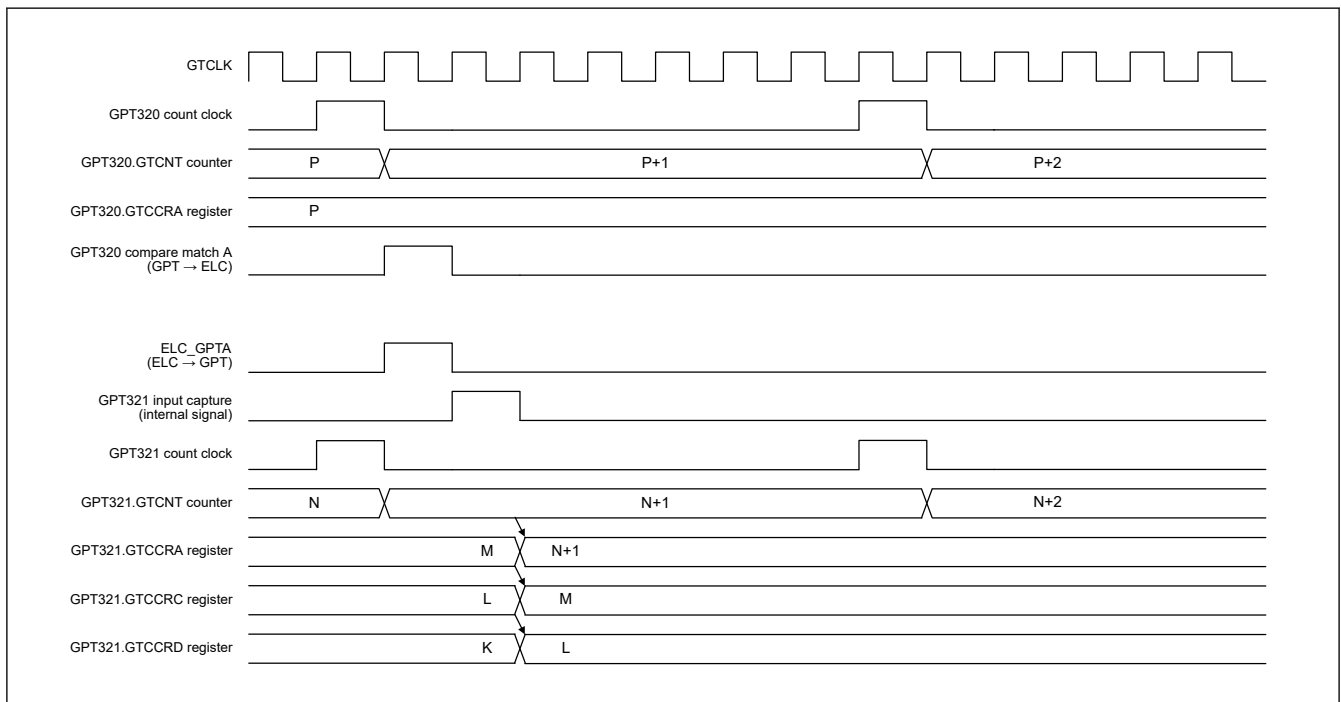 GTCLK
GPT320 count clock
GPT320.GTCNT counter P P+1 P+2
GPT320.GTCCRA register P
GPT320 compare match A
(GPT → ELC)
ELC_GPTA
(ELC → GPT)
GPT321 input capture
(internal signal)
GPT321 count clock
GPT321.GTCNT counter N N+1 N+2
GPT321.GTCCRA register M N+1
GPT321.GTCCRC register L M
GPT321.GTCCRD register K L